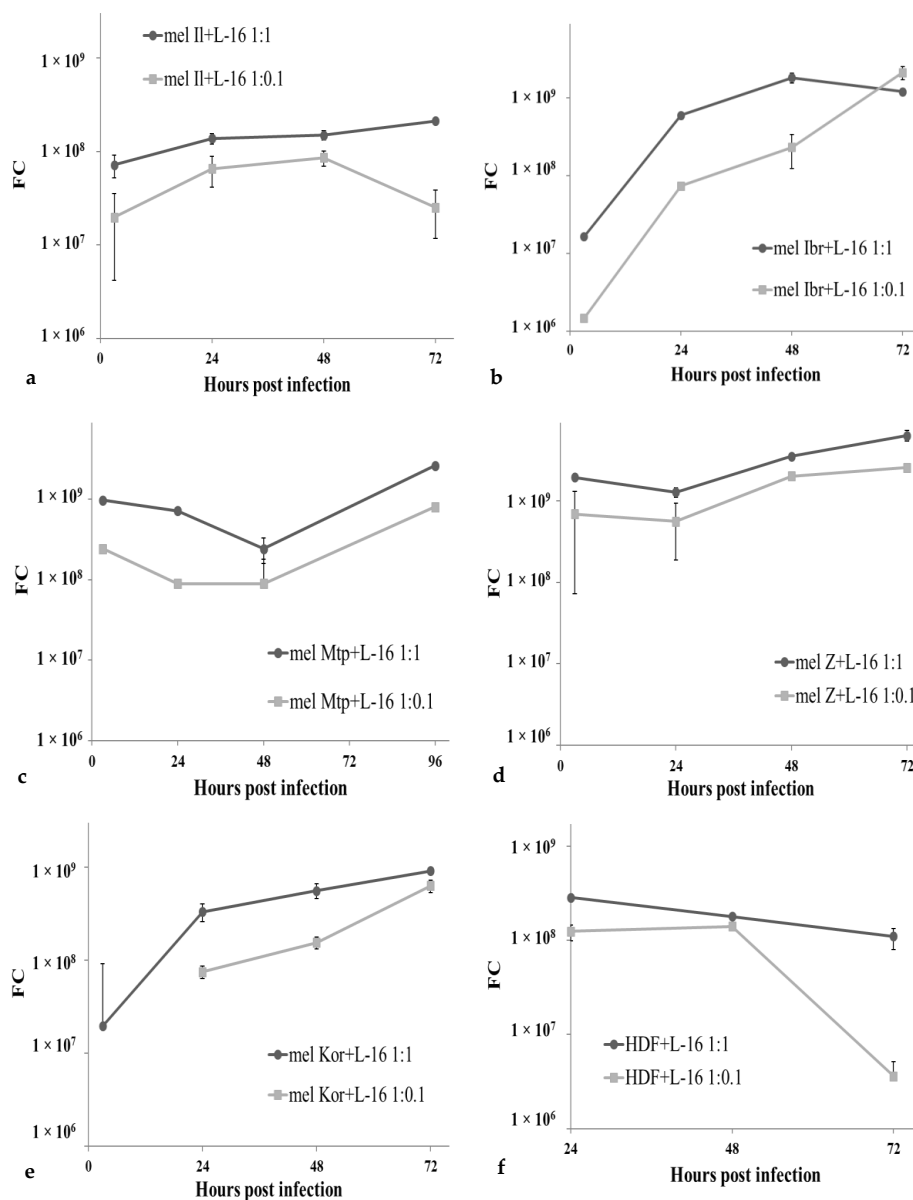 mel Il+L-16 1:1
mel Il+L-16 1:0.1
1 × 10⁹
1 × 10⁸
1 × 10⁷
1 × 10⁶
FC
0 24 48 72
Hours post infection
a
1 × 10⁹
1 × 10⁸
1 × 10⁷
1 × 10⁶
FC
mel Ibr+L-16 1:1
mel Ibr+L-16 1:0.1
0 24 48 72
Hours post infection
b
1 × 10⁹
1 × 10⁸
1 × 10⁷
1 × 10⁶
FC
mel Mtp+L-16 1:1
mel Mtp+L-16 1:0.1
0 24 48 72 96
Hours post infection
c
1 × 10⁹
1 × 10⁸
1 × 10⁷
1 × 10⁶
FC
mel Z+L-16 1:1
mel Z+L-16 1:0.1
0 24 48 72
Hours post infection
d
1 × 10⁹
1 × 10⁸
1 × 10⁷
1 × 10⁶
FC
mel Kor+L-16 1:1
mel Kor+L-16 1:0.1
0 24 48 72
Hours post infection
e
1 × 10⁹
1 × 10⁸
1 × 10⁷
1 × 10⁶
FC
HDF+L-16 1:1
HDF+L-16 1:0.1
24 48 72
Hours post infection
f